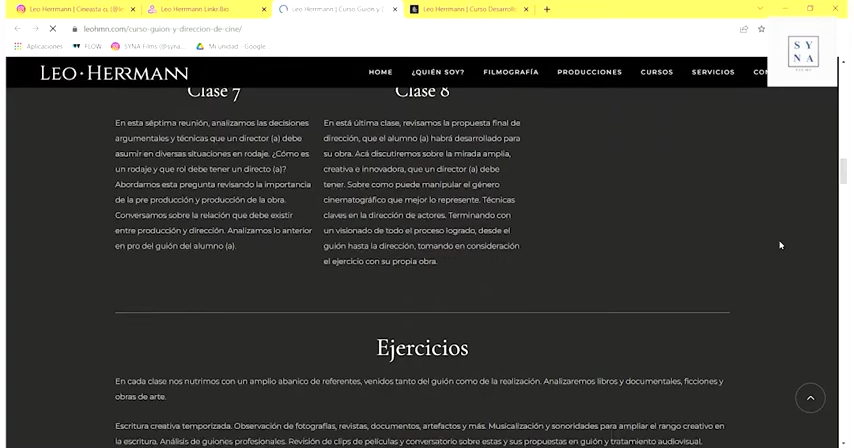 Leo Herrmann | Cineasta cl (@le
Leo Herrmann Linkr.Bio
Leo Herrmann | Curso Guion y D
Leo Herrmann | Curso Desarroll
leohmn.com/curso-guion-y-direccion-de-cine/
Aplicaciones
FLOW
SYNA Films (@syna...
Mi unidad - Google...
LEO · HERRMANN
HOME
¿QUIÉN SOY?
FILMOGRAFÍA
PRODUCCIONES
CURSOS
SERVICIOS
CON
S Y
N A
FILMS
Clase 7
En esta séptima reunión, analizamos las decisiones
argumentales y técnicas que un director (a) debe
asumir en diversas situaciones en rodaje. ¿Cómo es
un rodaje y que rol debe tener un directo (a)?
Abordamos esta pregunta revisando la importancia
de la pre producción y producción de la obra.
Conversamos sobre la relación que debe existir
entre producción y dirección. Analizamos lo anterior
en pro del guión del alumno (a).
Clase 8
En está última clase, revisamos la propuesta final de
dirección, que el alumno (a) habrá desarrollado para
su obra. Acá discutiremos sobre la mirada amplia,
creativa e innovadora, que un director (a) debe
tener. Sobre como puede manipular el género
cinematográfico que mejor lo represente. Técnicas
claves en la dirección de actores. Terminando con
un visionado de todo el proceso logrado, desde el
guión hasta la dirección, tomando en consideración
el ejercicio con su propia obra.
Ejercicios
En cada clase nos nutrimos con un amplio abanico de referentes, venidos tanto del guión como de la realización. Analizaremos libros y documentales, ficciones y
obras de arte.
Escritura creativa temporizada. Observación de fotografías, revistas, documentos, artefactos y más. Musicalización y sonoridades para ampliar el rango creativo en
la escritura. Análisis de guiones profesionales. Revisión de clips de películas y conversatorio sobre estas y sus propuestas en guión y tratamiento audiovisual.